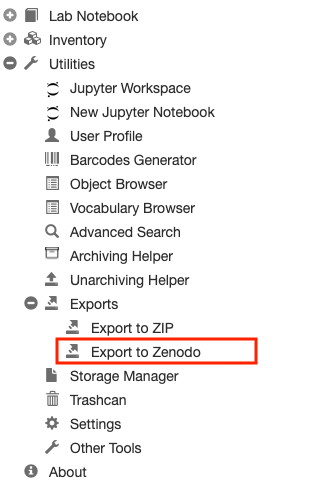 Lab Notebook
Inventory
Utilities
Jupyter Workspace
New Jupyter Notebook
User Profile
Barcodes Generator
Object Browser
Vocabulary Browser
Advanced Search
Archiving Helper
Unarchiving Helper
Exports
Export to ZIP
Export to Zenodo
Storage Manager
Trashcan
Settings
Other Tools
About